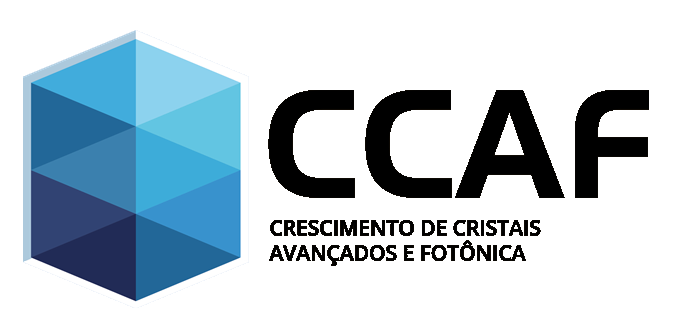 CCAF
CRESCIMENTO DE CRISTAIS
AVANÇADOS E FOTÔNICA